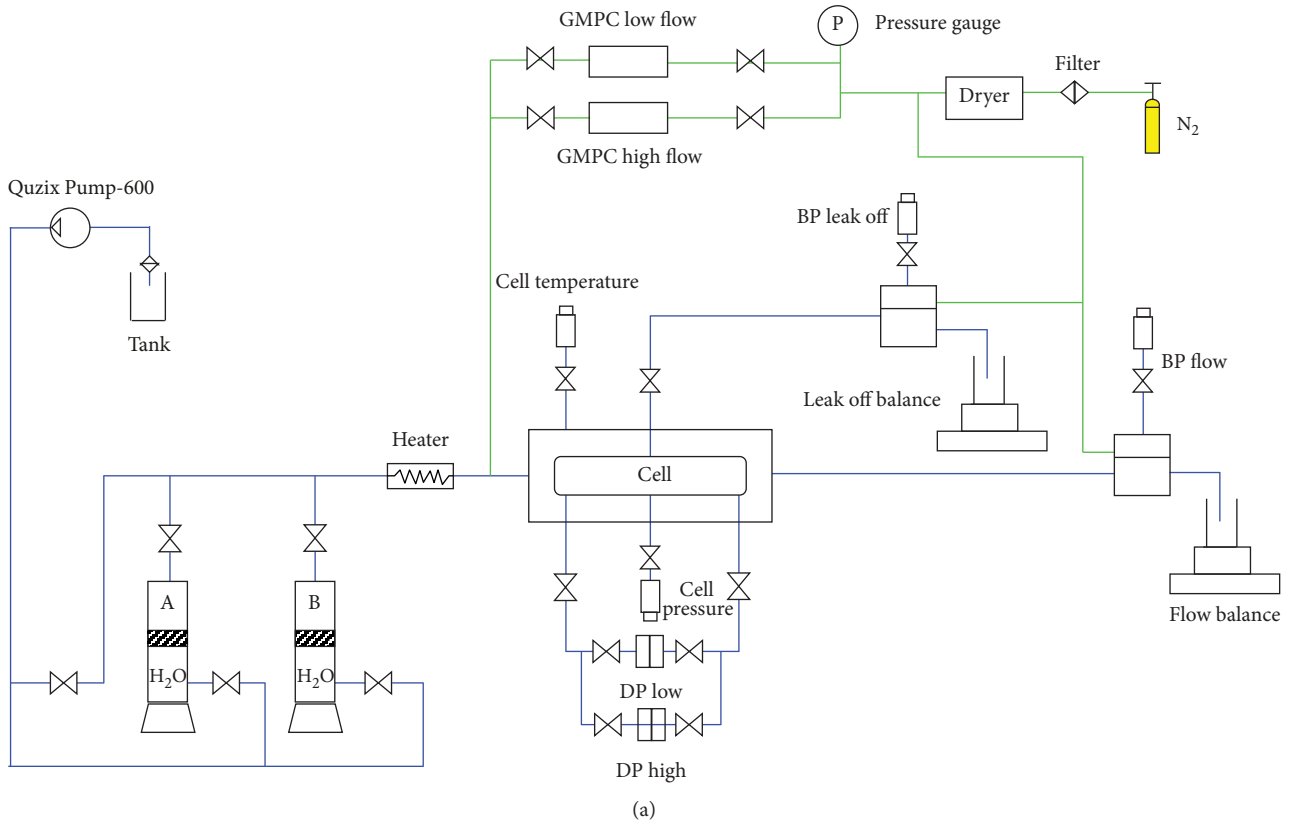 GMPC low flow
P
Pressure gauge
Filter
Dryer
N₂
GMPC high flow
Quzix Pump-600
BP leak off
Cell temperature
Tank
BP flow
Leak off balance
Heater
Cell
A
B
Cell
pressure
Flow balance
H₂O
H₂O
DP low
DP high
(a)